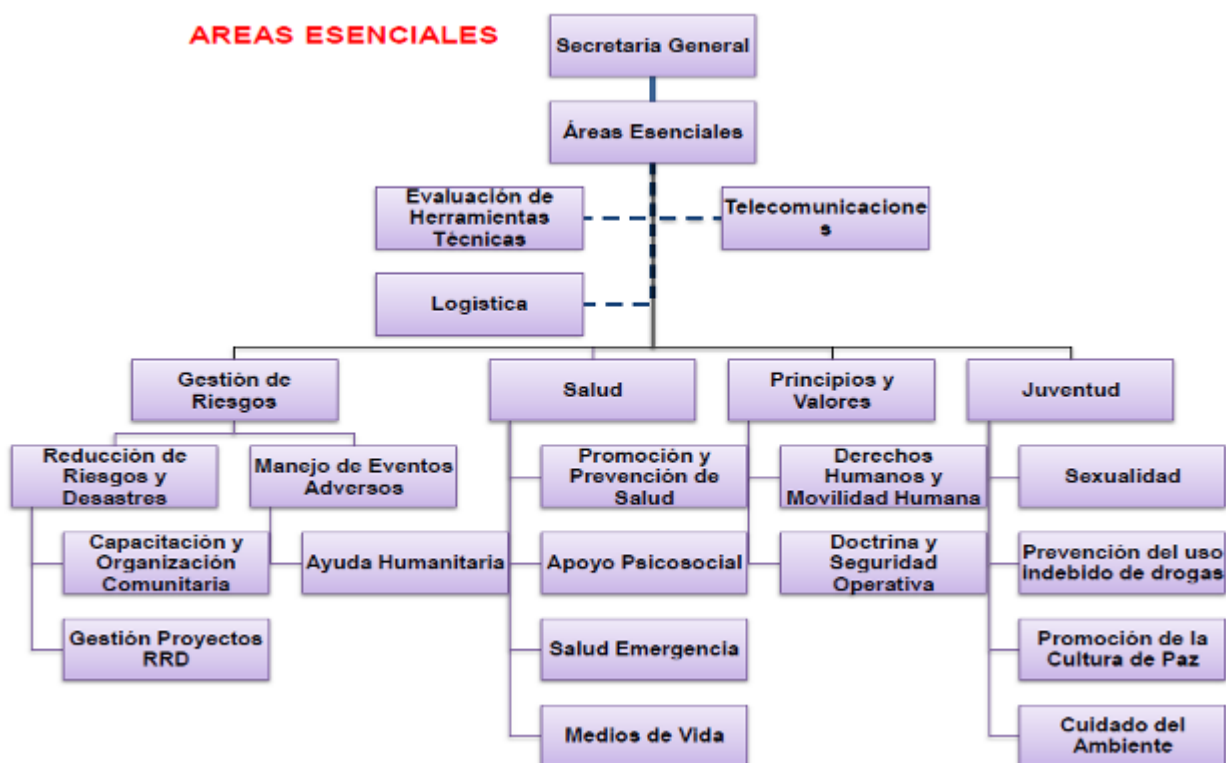 AREAS ESENCIALES
Secretaria General
Áreas Esenciales
Evaluación de
Herramientas
Técnicas
Telecomunicacione
s
Logistica
Gestión de
Riesgos
Salud
Principios y
Valores
Juventud
Reducción de
Riesgos y
Desastres
Manejo de Eventos
Adversos
Promoción y
Prevención de
Salud
Derechos
Humanos y
Movilidad Humana
Sexualidad
Capacitación y
Organización
Comunitaria
Ayuda Humanitaria
Apoyo Psicosocial
Doctrina y
Seguridad
Operativa
Prevención del uso
indebido de drogas
Gestión Proyectos
RRD
Salud Emergencia
Promoción de la
Cultura de Paz
Medios de Vida
Cuidado del
Ambiente